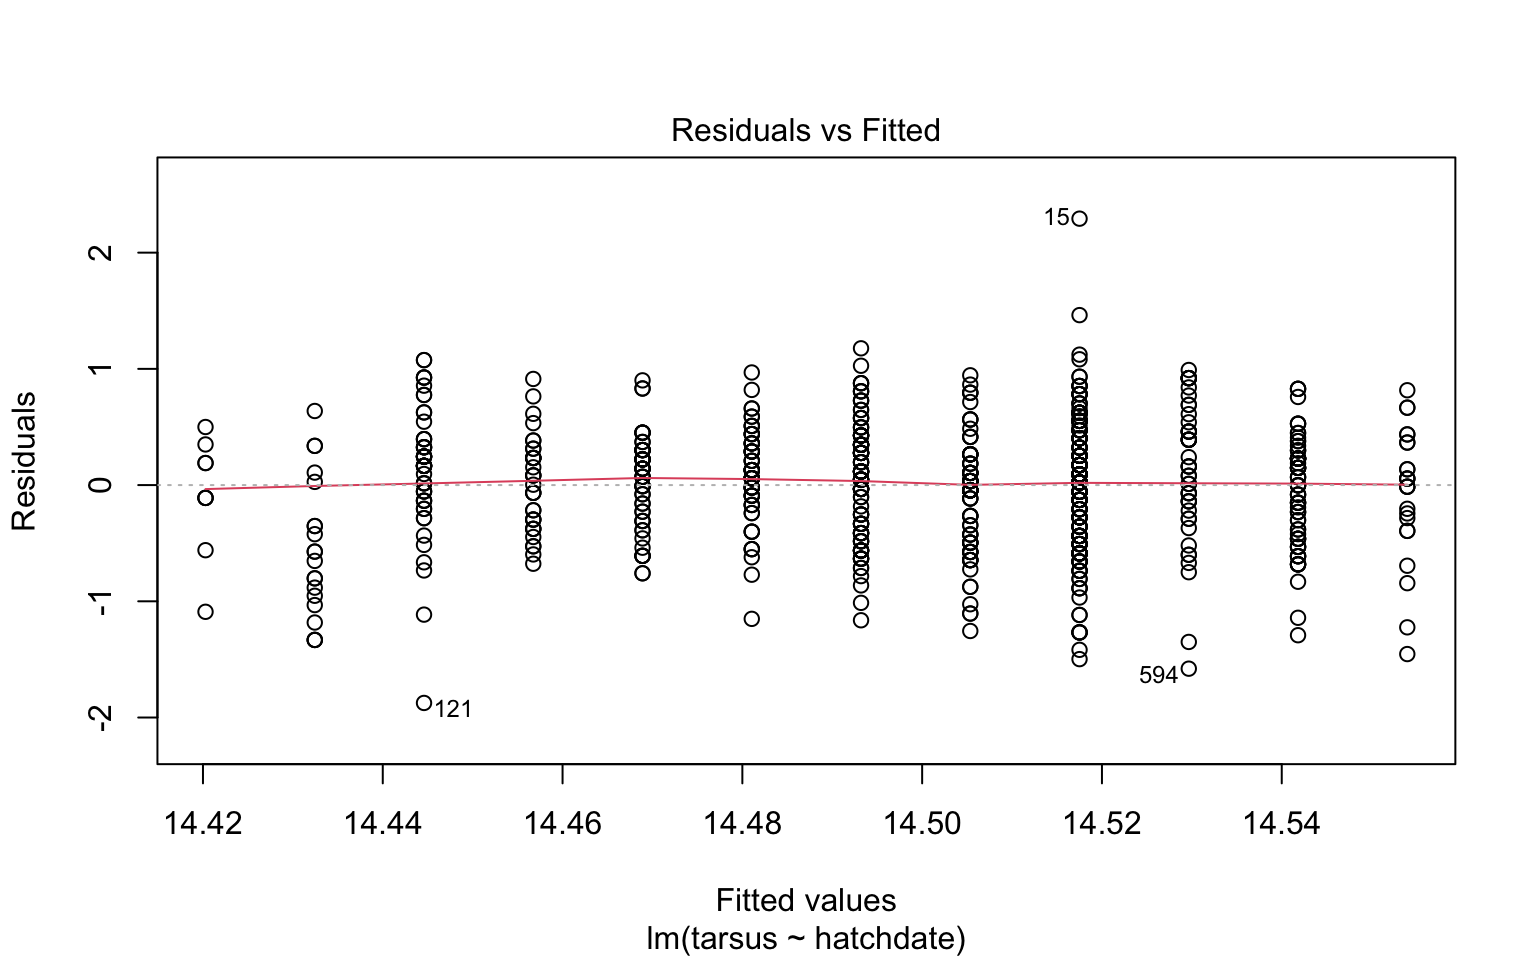 Residuals vs Fitted
Residuals
2
1
0
-1
-2
15
594
121
14.42 14.44 14.46 14.48 14.50 14.52 14.54
Fitted values
lm(tarsus ~ hatchdate)